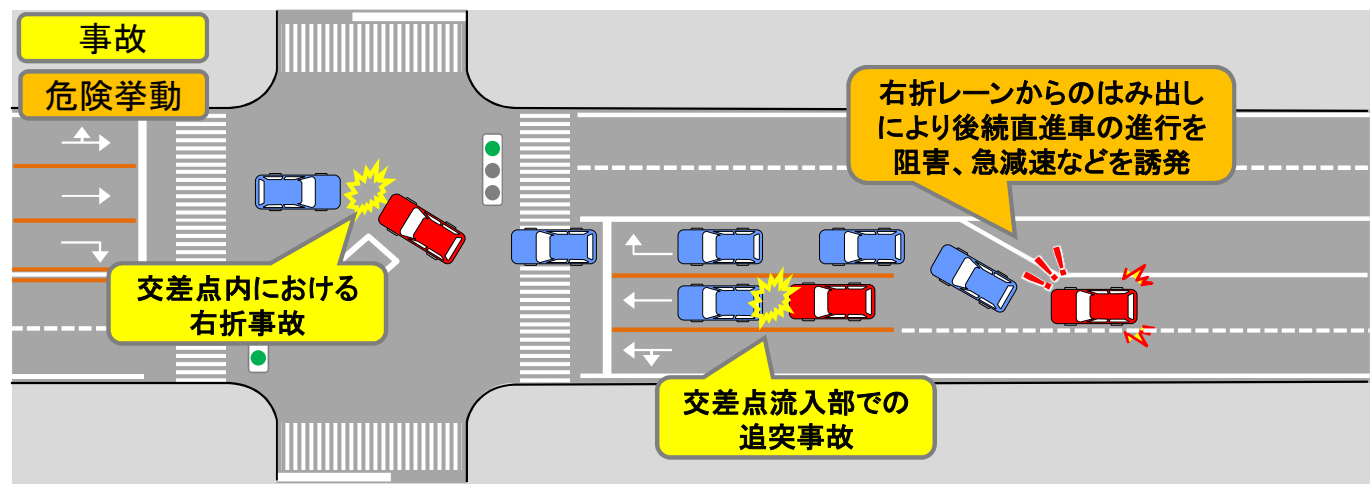 事故
危険挙動
右折レーンからのはみ出し
により後続直進車の進行を
阻害、急減速などを誘発
交差点内における
右折事故
交差点流入部での
追突事故